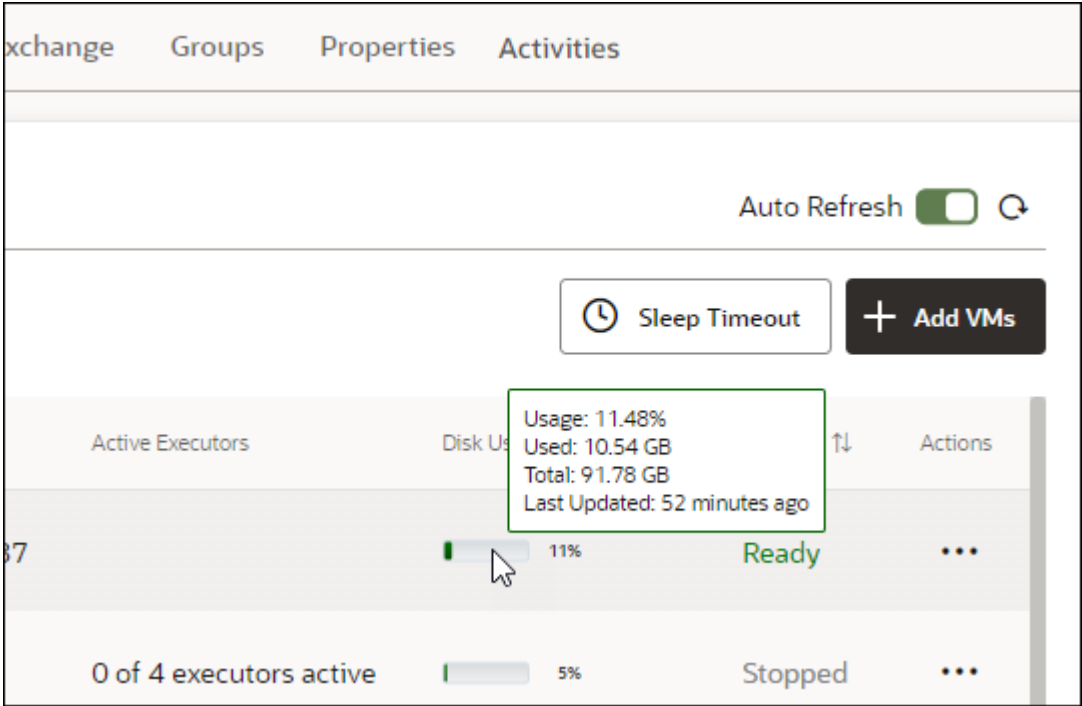 xchange Groups Properties Activities
Auto Refresh
Sleep Timeout
Add VMs
Active Executors Disk Us Actions
Usage: 11.48%
Used: 10.54 GB
Total: 91.78 GB
Last Updated: 52 minutes ago
37 11% Ready
0 of 4 executors active 5% Stopped